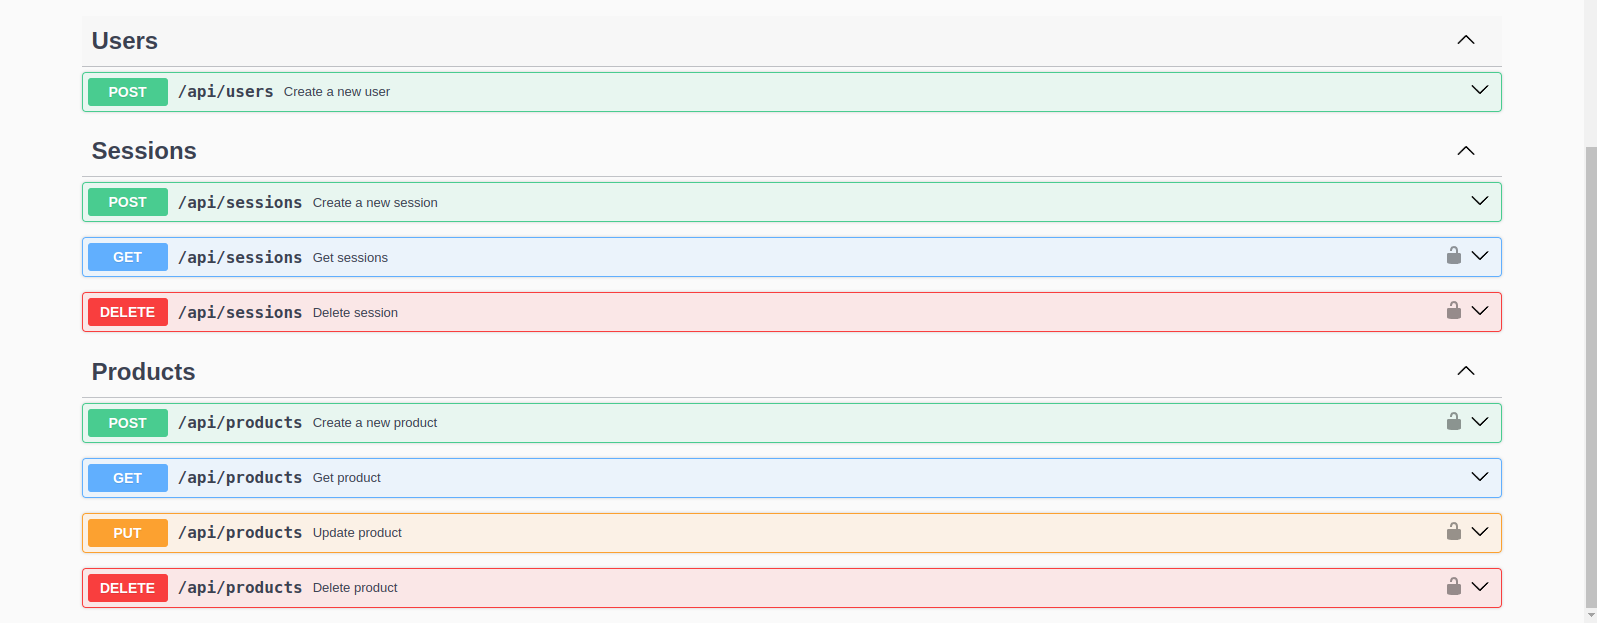 Users
POST /api/users Create a new user
Sessions
POST /api/sessions Create a new session
GET /api/sessions Get sessions
DELETE /api/sessions Delete session
Products
POST /api/products Create a new product
GET /api/products Get product
PUT /api/products Update product
DELETE /api/products Delete product